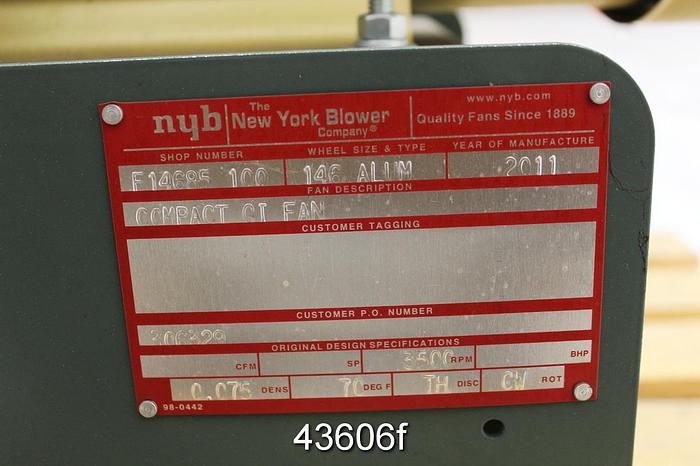 nyb The New York Blower Company® www.nyb.com
Quality Fans Since 1889
SHOP NUMBER WHEEL SIZE & TYPE YEAR OF MANUFACTURE
F14685 100 146 ALUM 2011
FAN DESCRIPTION
COMPACT GI FAN
CUSTOMER TAGGING
CUSTOMER P.O. NUMBER
306329
ORIGINAL DESIGN SPECIFICATIONS
CFM SP 3500 RPM BHP
0.075 DENS 70 DEG F TH DISC CW ROT
98-0442
43606f